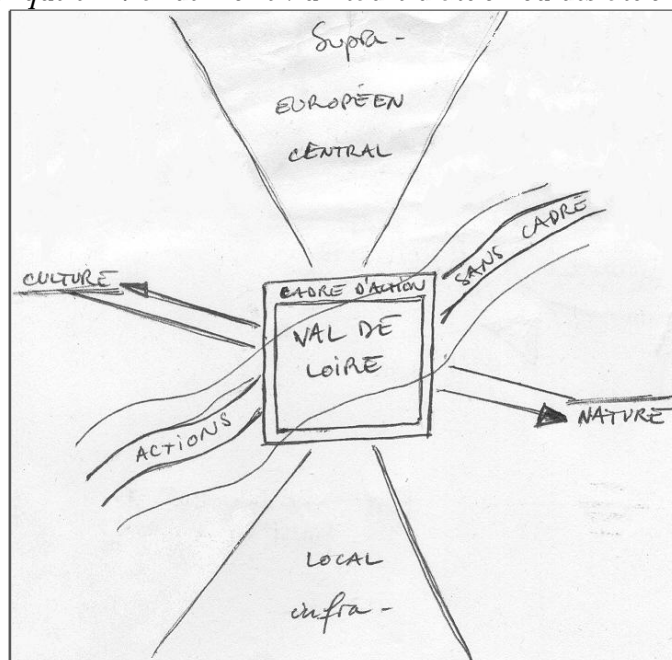 Supra-
EUROPÉEN
CENTRAL
SANS CADRE
CULTURE
CADRE D'ACTION
VAL DE
LOIRE
NATURE
ACTIONS
LOCAL
infra-